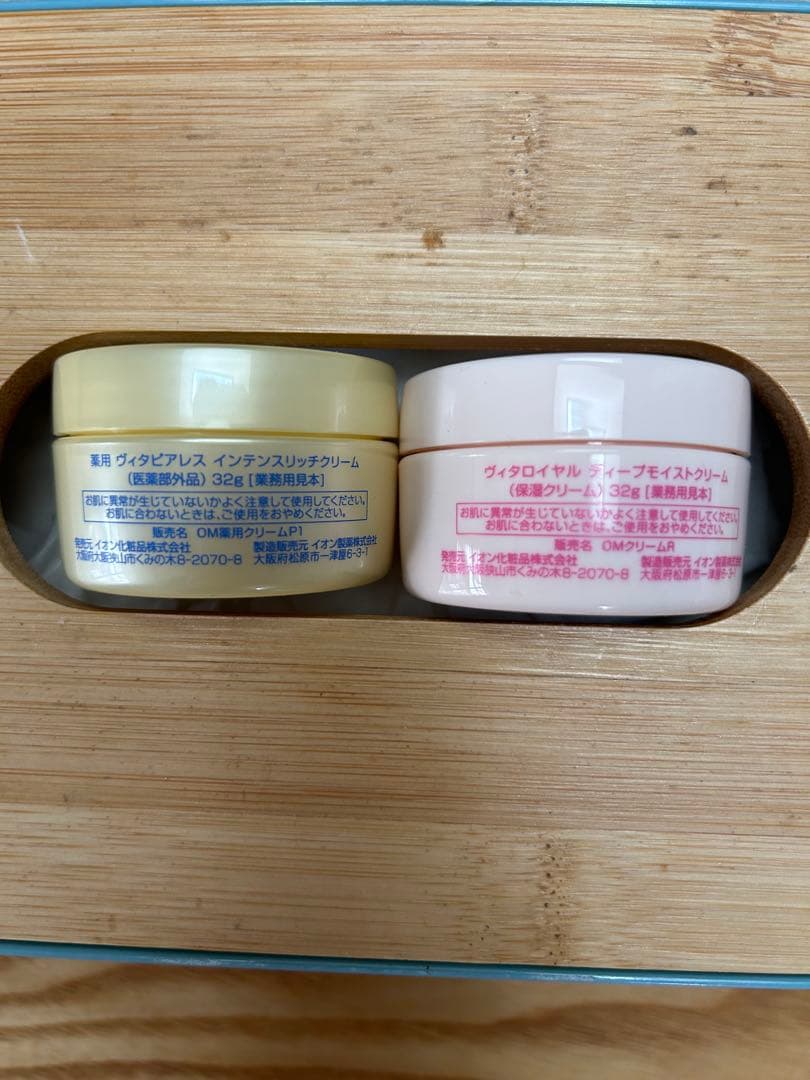 薬用 ヴィタピアレス インテンスリッチクリーム
(医薬部外品) 32g [業務用見本]
お肌に異常が生じていないかよく注意して使用してください。
お肌に合わないときは、ご使用をおやめください。
販売名 OM薬用クリームP1
発売元 イオン化粧品株式会社 製造販売元 イオン製薬株式会社
大阪府大阪狭山市くみの木8-2070-8 大阪府松原市一津屋6-3-1
ヴィタロイヤル ディープモイストクリーム
(保湿クリーム) 32g [業務用見本]
お肌に異常が生じていないかよく注意して使用してください。
お肌に合わないときは、ご使用をおやめください。
販売名 OMクリームR
発売元 イオン化粧品株式会社 製造販売元 イオン製薬株式会社
大阪府大阪狭山市くみの木8-2070-8 大阪府松原市一津屋6-3-1